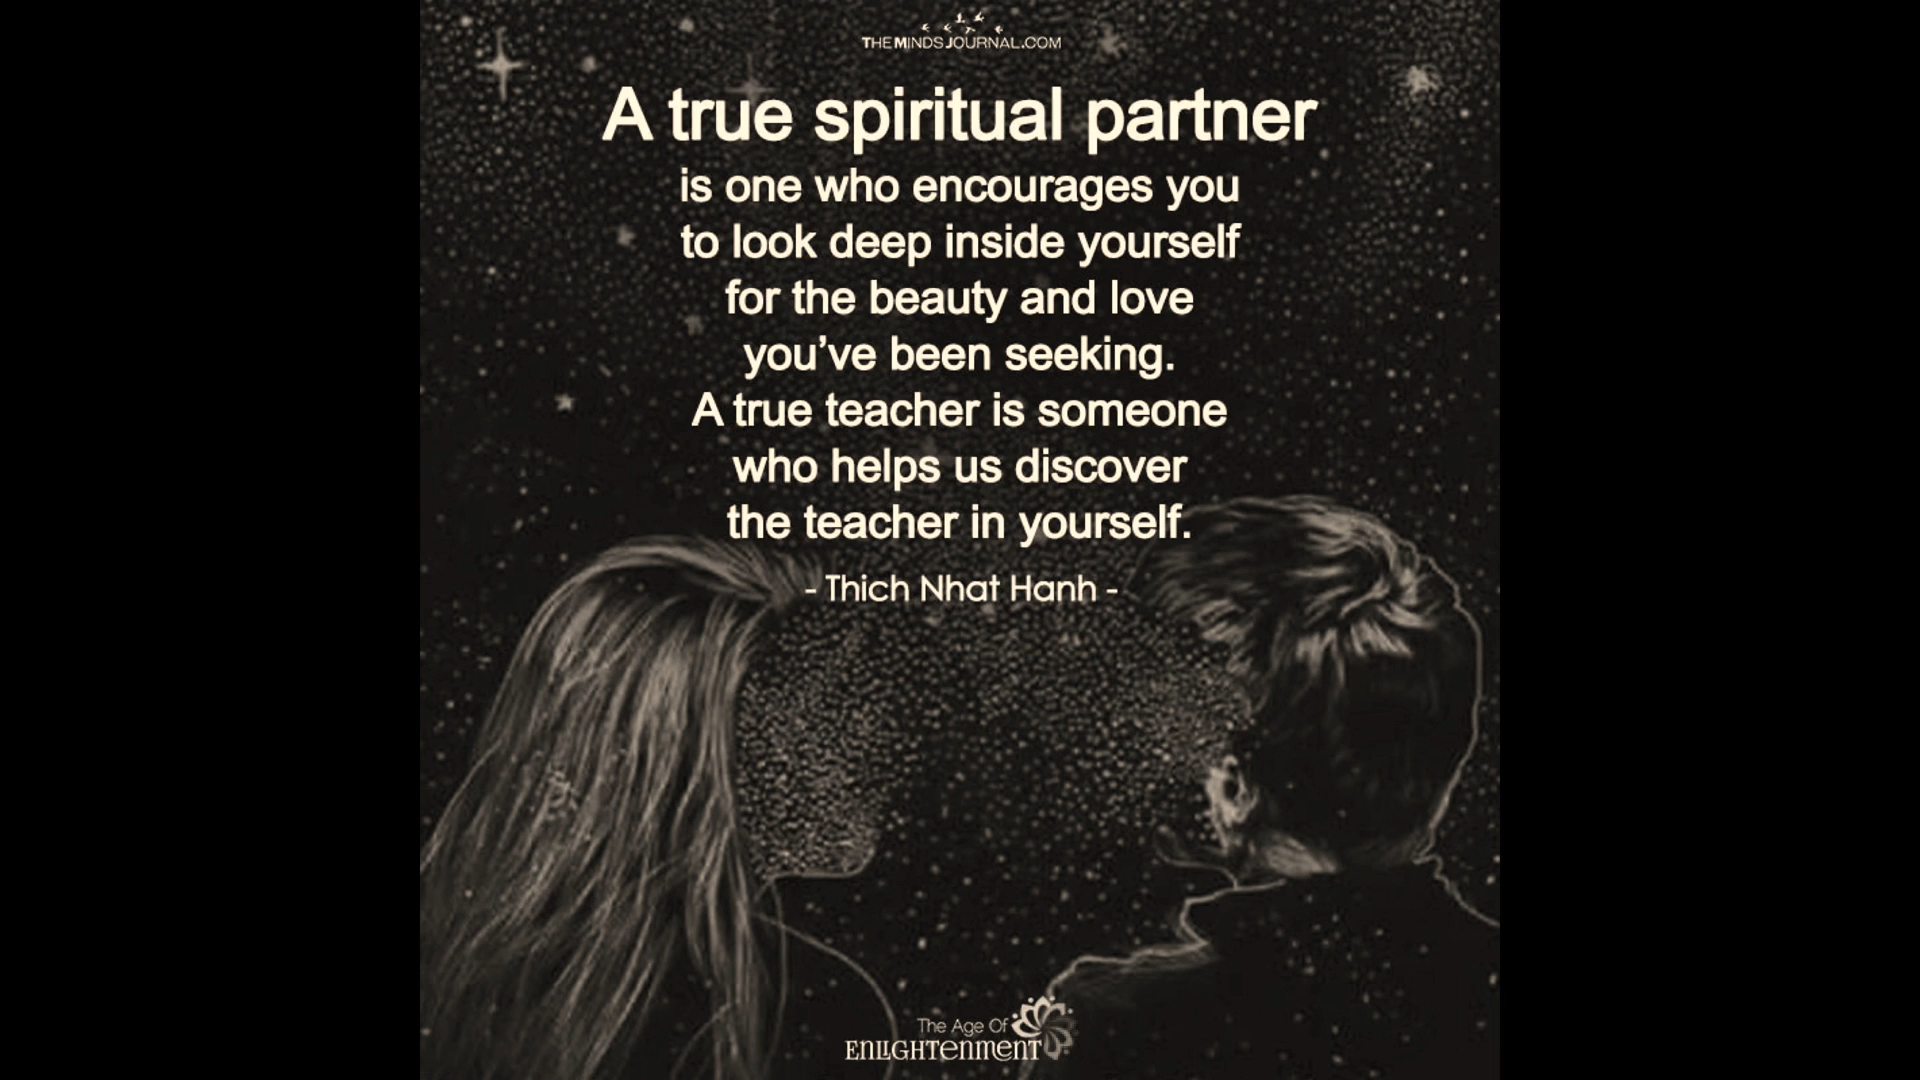 THEMINDSJOURNAL.COM
A true spiritual partner
is one who encourages you
to look deep inside yourself
for the beauty and love
you’ve been seeking.
A true teacher is someone
who helps us discover
the teacher in yourself.
- Thich Nhat Hanh -
The Age Of
ENLIGHTENMENT